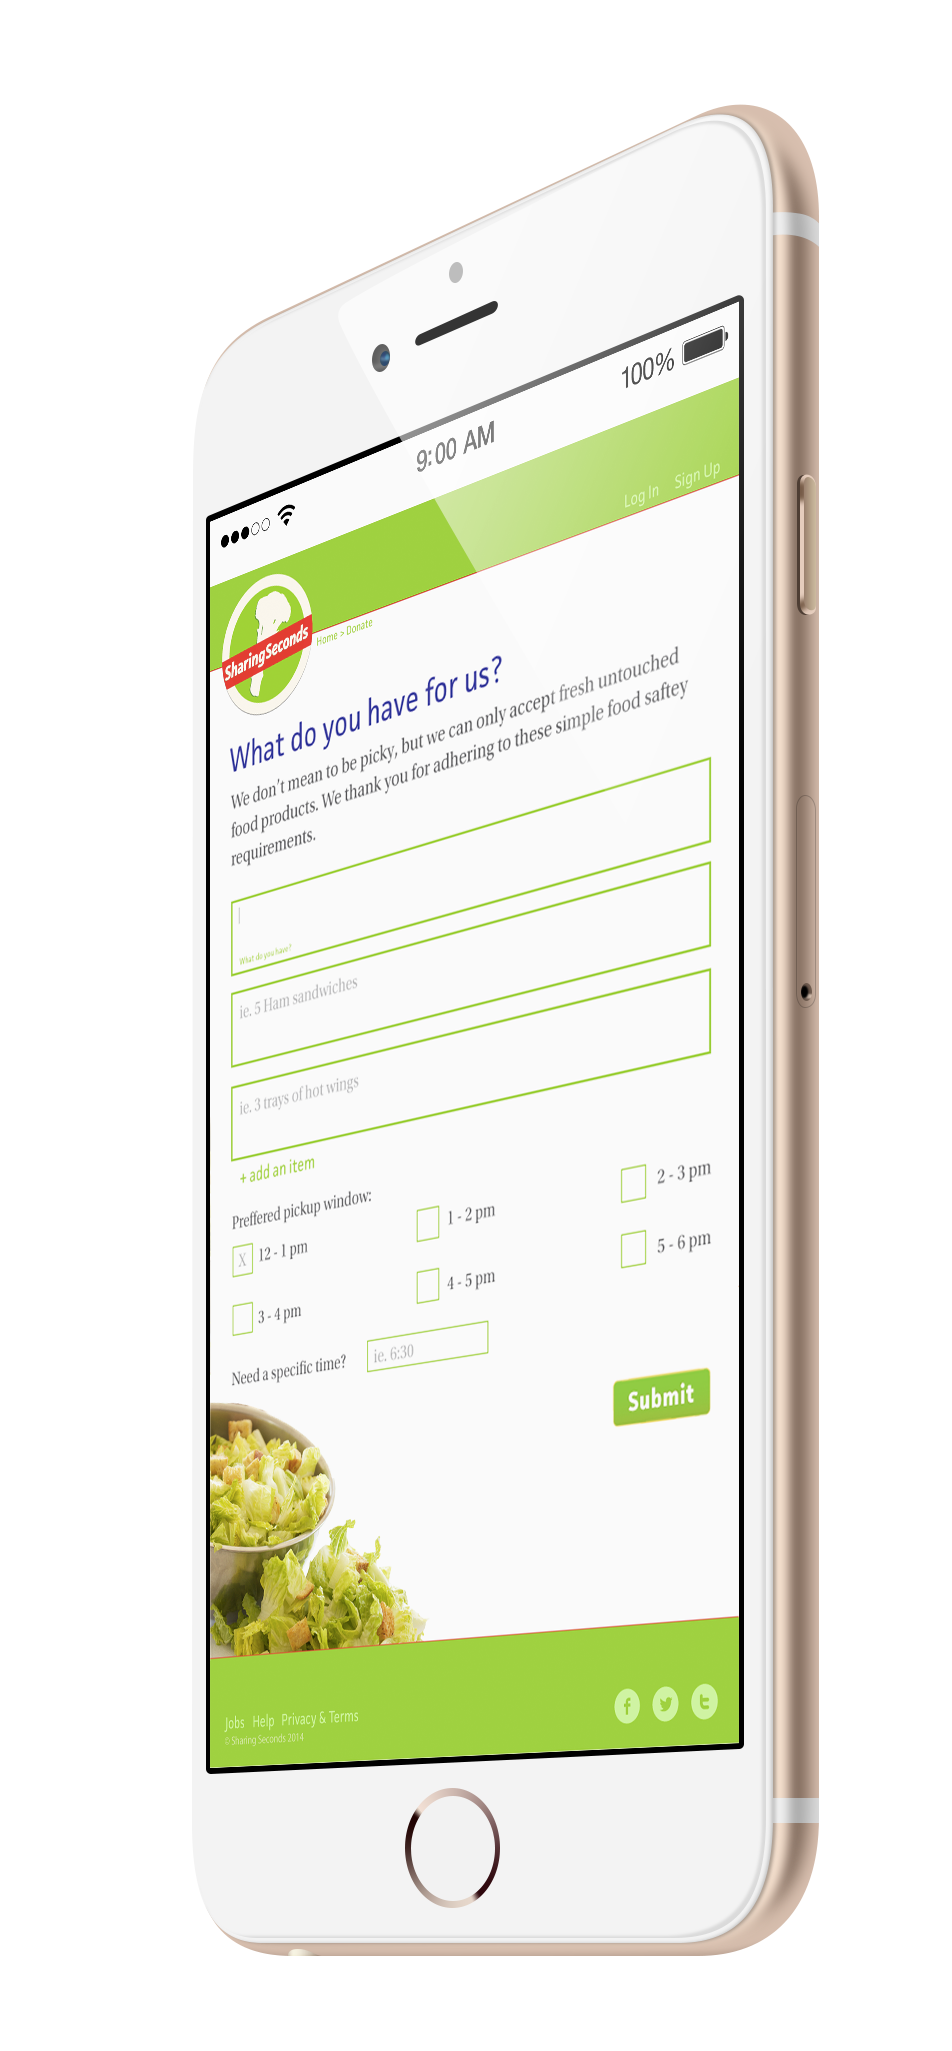 100%
9:00 AM
Log In Sign Up
SharingSeconds
Home > Donate
What do you have for us?
We don't mean to be picky, but we can only accept fresh untouched
food products. We thank you for adhering to these simple food saftey
requirements.
What do you have?
ie. 5 Ham sandwiches
ie. 3 trays of hot wings
+ add an item
Preffered pickup window:
X 12 - 1 pm
1 - 2 pm
2 - 3 pm
3 - 4 pm
4 - 5 pm
5 - 6 pm
Need a specific time? ie. 6:30
Submit
Jobs Help Privacy & Terms
© Sharing Seconds 2014